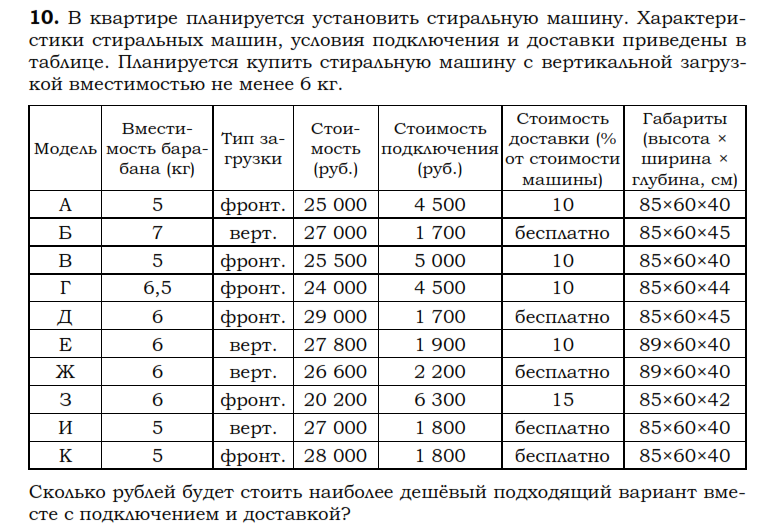 10. В квартире планируется установить стиральную машину. Характери-
стики стиральных машин, условия подключения и доставки приведены в
таблице. Планируется купить стиральную машину с вертикальной загруз-
кой вместимостью не менее 6 кг.
Модель Вмести-мость бара-бана (кг) Тип за-грузки Стои-мость (руб.) Стоимость подключения (руб.) Стоимость доставки (% от стоимости машины) Габариты (высота × ширина × глубина, см)
А 5 фронт. 25 000 4 500 10 85×60×40
Б 7 верт. 27 000 1 700 бесплатно 85×60×45
В 5 фронт. 25 500 5 000 10 85×60×40
Г 6,5 фронт. 24 000 4 500 10 85×60×44
Д 6 фронт. 29 000 1 700 бесплатно 85×60×45
Е 6 верт. 27 800 1 900 10 89×60×40
Ж 6 верт. 26 600 2 200 бесплатно 89×60×40
З 6 фронт. 20 200 6 300 15 85×60×42
И 5 верт. 27 000 1 800 бесплатно 85×60×40
К 5 фронт. 28 000 1 800 бесплатно 85×60×40
Сколько рублей будет стоить наиболее дешёвый подходящий вариант вме-
сте с подключением и доставкой?